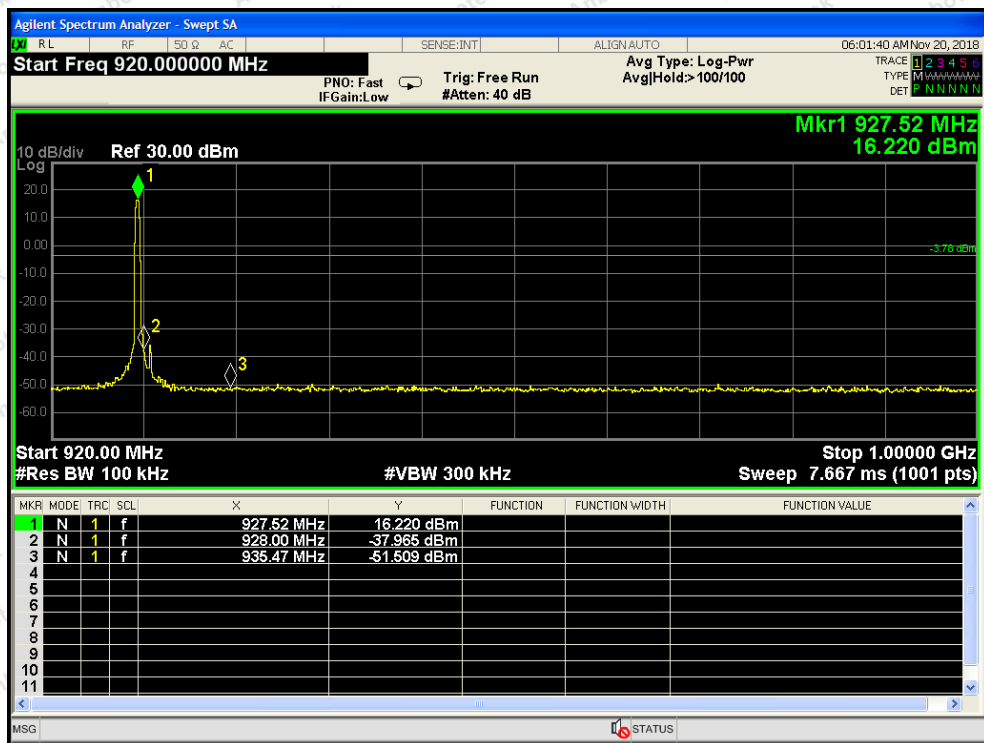 Agilent Spectrum Analyzer - Swept SA
LXI RL RF 50 Ω AC SENSE:INT ALIGN AUTO 06:01:40 AM Nov 20, 2018
Start Freq 920.000000 MHz
PNO: Fast
IFGain:Low
Trig: Free Run
#Atten: 40 dB
Avg Type: Log-Pwr
Avg|Hold:>100/100
TRACE 1 2 3 4 5 6
TYPE M
DET P N N N N N
Mkr1 927.52 MHz
16.220 dBm
10 dB/div Ref 30.00 dBm
Log
20.0
10.0
0.00
-10.0
-20.0
-30.0
-40.0
-50.0
-60.0
1
2
3
-3.78 dBm
Start 920.00 MHz Stop 1.00000 GHz
#Res BW 100 kHz #VBW 300 kHz Sweep 7.667 ms (1001 pts)
MKR MODE TRC SCL X Y FUNCTION FUNCTION WIDTH FUNCTION VALUE
1 N 1 f 927.52 MHz 16.220 dBm
2 N 1 f 928.00 MHz -37.965 dBm
3 N 1 f 935.47 MHz -51.509 dBm
4
5
6
7
8
9
10
11
MSG STATUS